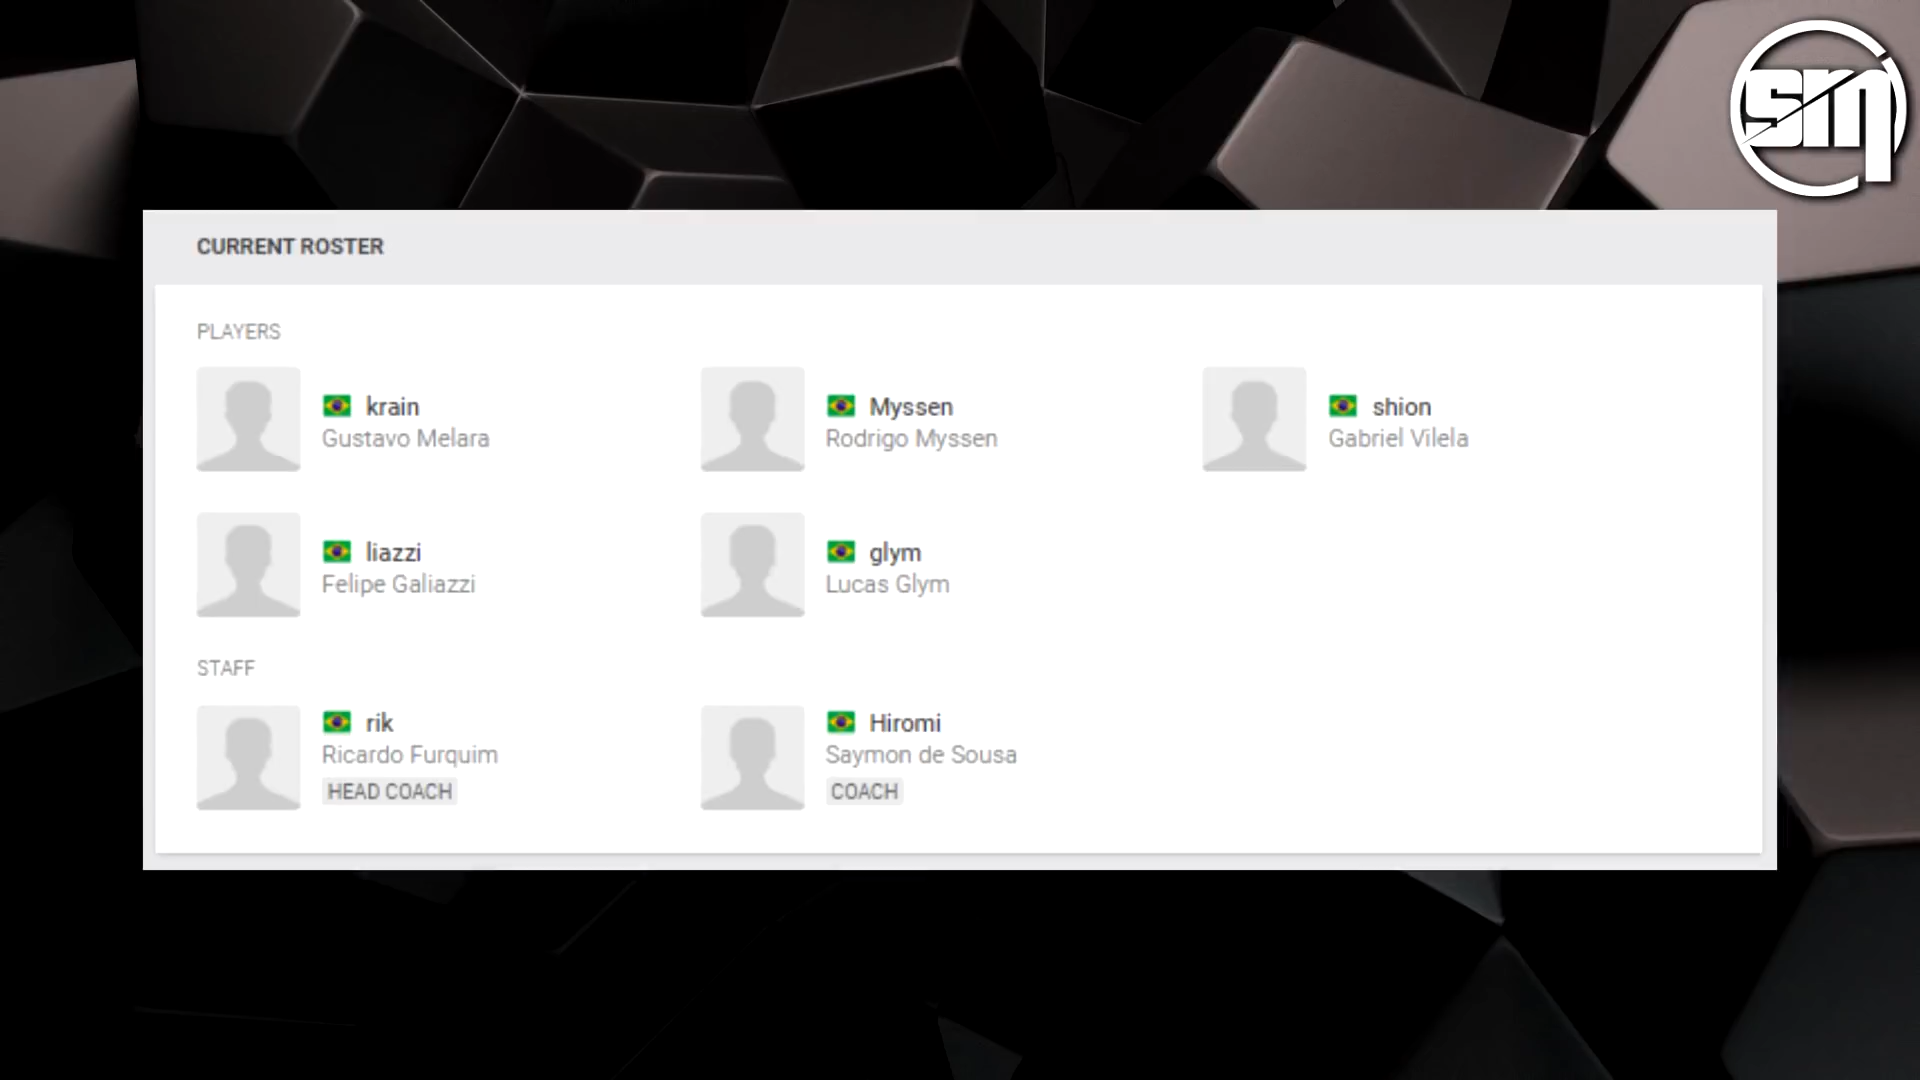 CURRENT ROSTER
PLAYERS
krain
Gustavo Melara
Myssen
Rodrigo Myssen
shion
Gabriel Vilela
liazzi
Felipe Galiazzi
glym
Lucas Glym
STAFF
rik
Ricardo Furquim
HEAD COACH
Hiromi
Saymon de Sousa
COACH